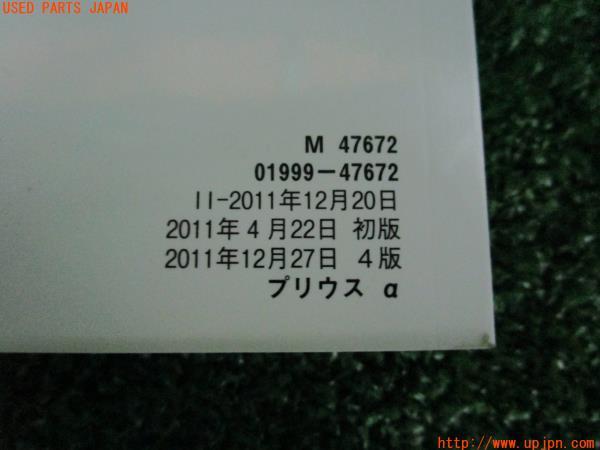 USED PARTS JAPAN
M 47672
01999-47672
II-2011年12月20日
2011年 4月22日 初版
2011年12月27日 4版
プリウス α
http://www.upjpn.com/